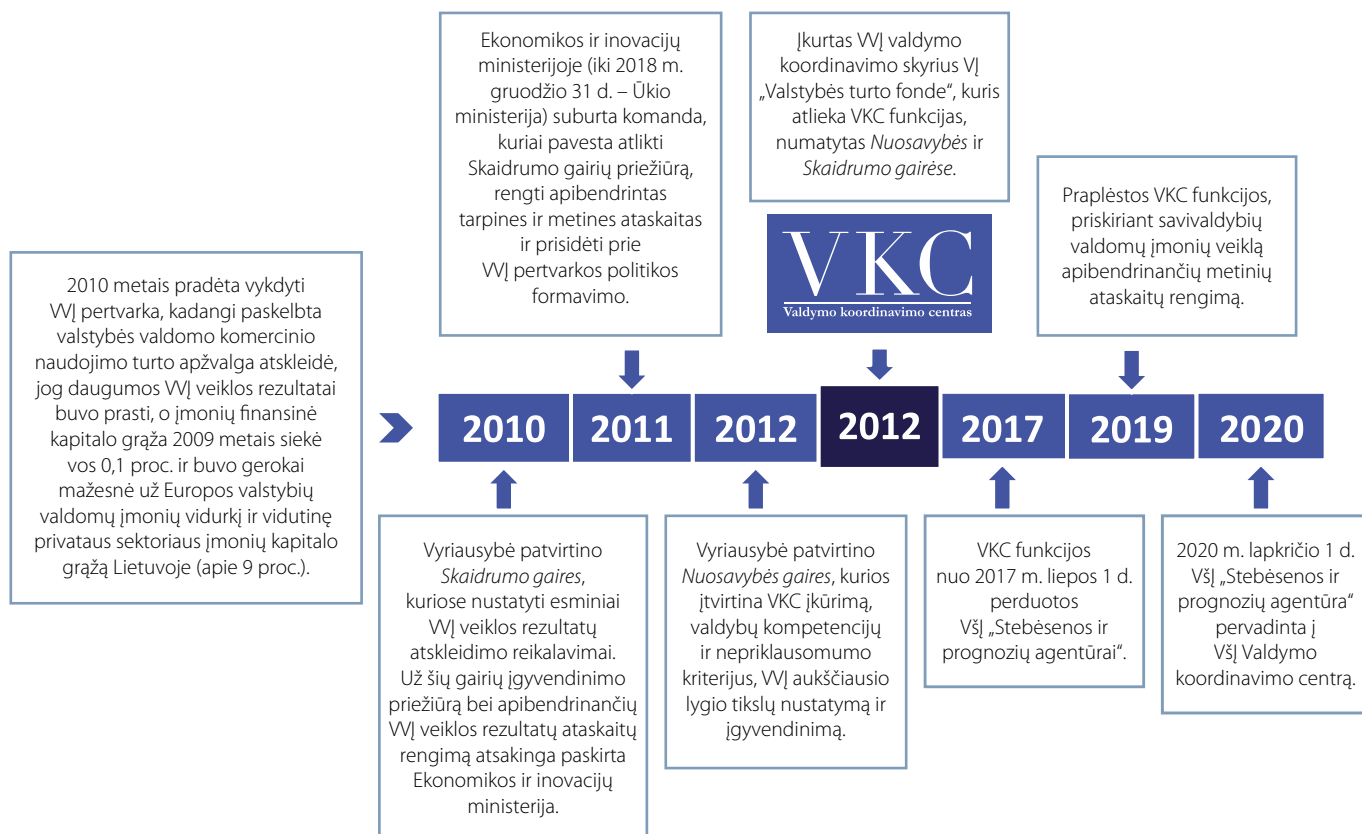 2010 metais pradėta vykdyti
VVĮ pertvarka, kadangi paskelbta
valstybės valdomo komercinio
naudojimo turto apžvalga atskleidė,
jog daugumos VVĮ veiklos rezultatai
buvo prasti, o įmonių finansinė
kapitalo grąža 2009 metais siekė
vos 0,1 proc. ir buvo gerokai
mažesnė už Europos valstybių
valdomų įmonių vidurkį ir vidutinę
privataus sektoriaus įmonių kapitalo
grąžą Lietuvoje (apie 9 proc.).
Ekonomikos ir inovacijų
ministerijoje (iki 2018 m.
gruodžio 31 d. – Ūkio
ministerija) suburta komanda,
kuriai pavesta atlikti
Skaidrumo gairių priežiūrą,
rengti apibendrintas
tarpines ir metines ataskaitas
ir prisidėti prie
VVĮ pertvarkos politikos
formavimo.
Įkurtas VVĮ valdymo
koordinavimo skyrius VĮ
„Valstybės turto fonde“, kuris
atlieka VKC funkcijas,
numatytas Nuosavybės ir
Skaidrumo gairėse.
VKC
Valdymo koordinavimo centras
Praplėstos VKC funkcijos,
priskiriant savivaldybių
valdomų įmonių veiklą
apibendrinančių metinių
ataskaitų rengimą.
2010 2011 2012 2012 2017 2019 2020
Vyriausybė patvirtino
Skaidrumo gaires,
kuriose nustatyti esminiai
VVĮ veiklos rezultatų
atskleidimo reikalavimai.
Už šių gairių įgyvendinimo
priežiūrą bei apibendrinančių
VVĮ veiklos rezultatų ataskaitų
rengimą atsakinga paskirta
Ekonomikos ir inovacijų
ministerija.
Vyriausybė patvirtino
Nuosavybės gaires, kurios
įtvirtina VKC įkūrimą,
valdybų kompetencijų
ir nepriklausomumo
kriterijus, VVĮ aukščiausio
lygio tikslų nustatymą ir
įgyvendinimą.
VKC funkcijos
nuo 2017 m. liepos 1 d.
perduotos
VšĮ „Stebėsenos ir
prognozių agentūrai“.
2020 m. lapkričio 1 d.
VšĮ „Stebėsenos ir
prognozių agentūra“
pervadinta į
VšĮ Valdymo
koordinavimo centrą.